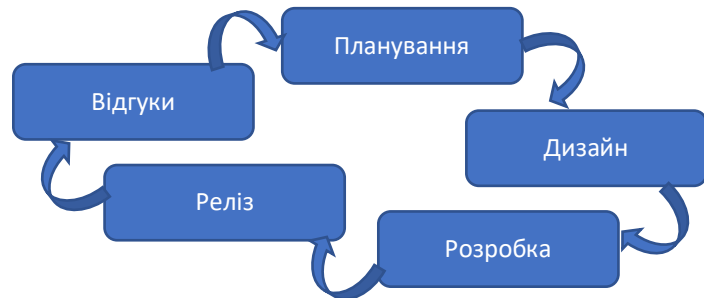 Планування
Дизайн
Розробка
Реліз
Відгуки